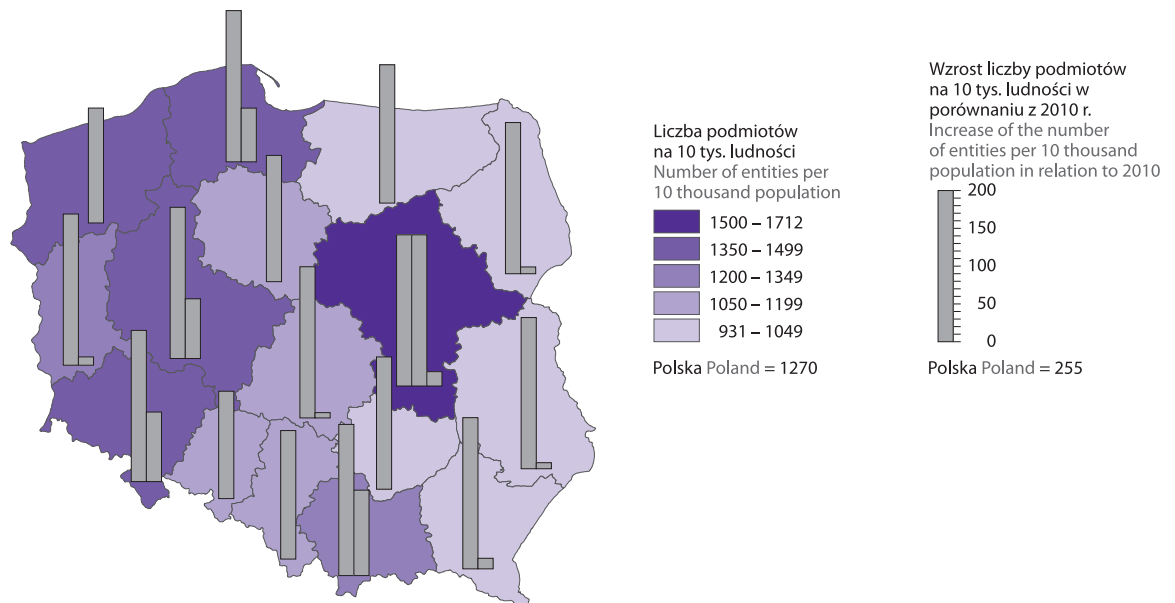 Liczba podmiotów
na 10 tys. ludności
Number of entities per
10 thousand population
1500 – 1712
1350 – 1499
1200 – 1349
1050 – 1199
931 – 1049
Polska Poland = 1270
Wzrost liczby podmiotów
na 10 tys. ludności w
porównaniu z 2010 r.
Increase of the number
of entities per 10 thousand
population in relation to 2010
200
150
100
50
0
Polska Poland = 255